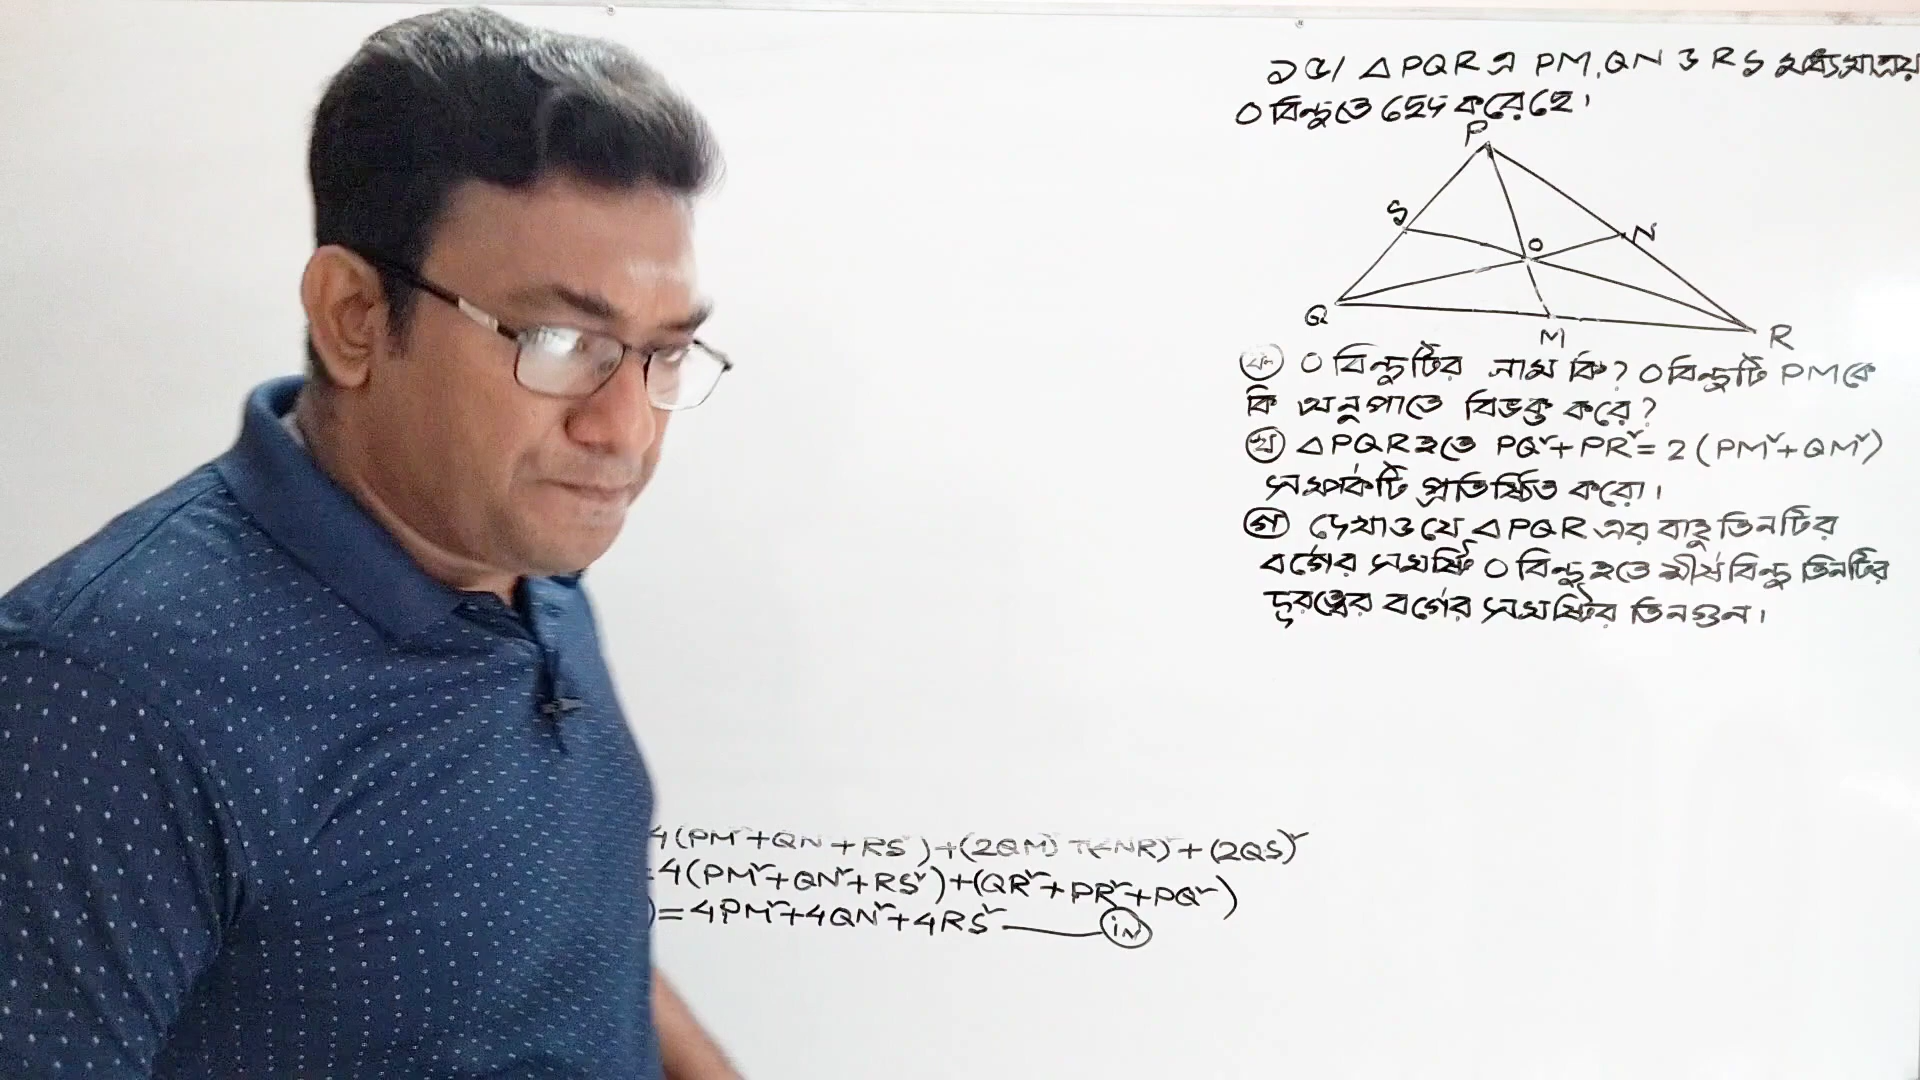 ১৫। △PQR এ PM, QN ও RS মধ্যমাত্রয়
O বিন্দুতে ছেদ করেছে।
P
S
N
O
Q
M
R
ক O বিন্দুটির নাম কি? O বিন্দুটি PM কে
কি অনুপাতে বিভক্ত করে?
খ △PQR হতে PQ²+PR²=2(PM²+QM²)
সম্পর্কটি প্রতিষ্ঠিত করো।
গ দেখাও যে, △PQR এর বাহু তিনটির
বর্গের সমষ্টি O বিন্দু হতে শীর্ষবিন্দু তিনটির
দূরত্বের বর্গের সমষ্টির তিনগুন।
4(PM²+QN²+RS²)+(2QM)²+(2NR)²+(2QS)²
=4(PM²+QN²+RS²)+(QR²+PR²+PQ²)
)=4PM²+4QN²+4RS² — iv